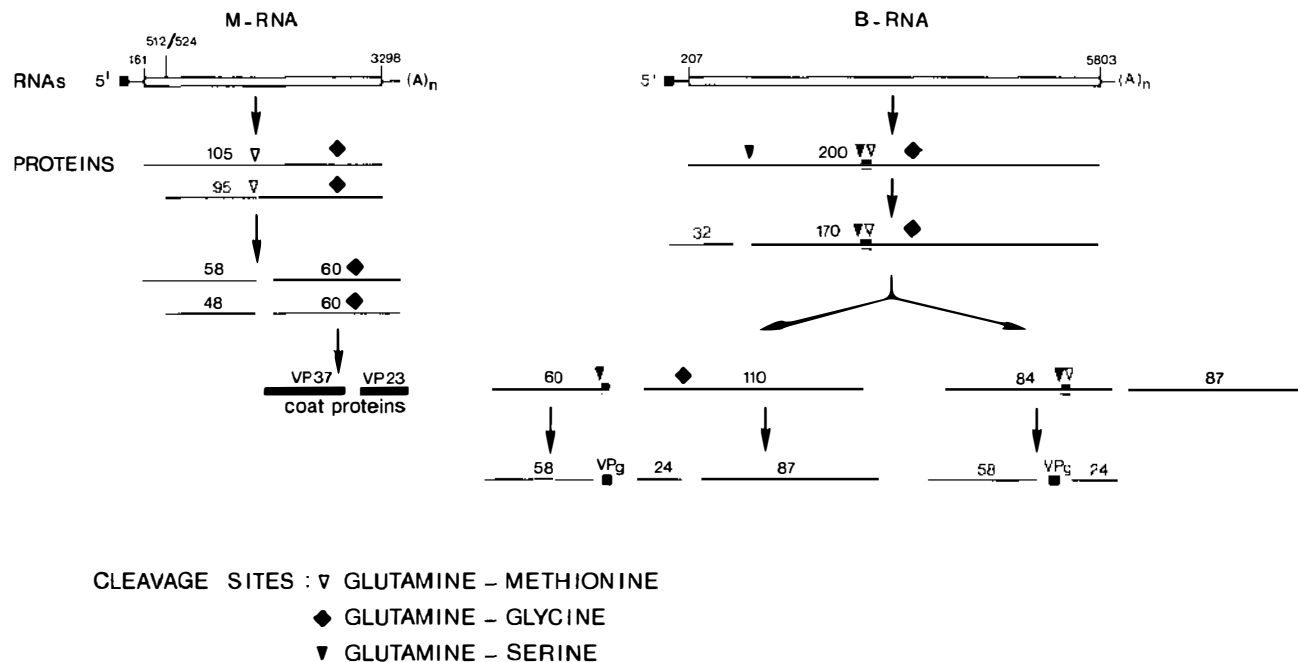 M-RNA B-RNA
512/524
161 3298 207 5803
RNAs 5' (A)n 5' (A)n
PROTEINS 105 200
95
32 170
58 60
48 60
VP37 VP23 60 110 84 87
coat proteins
58 VPg 24 87 58 VPg 24
CLEAVAGE SITES : ▿ GLUTAMINE – METHIONINE
◆ GLUTAMINE – GLYCINE
▼ GLUTAMINE – SERINE